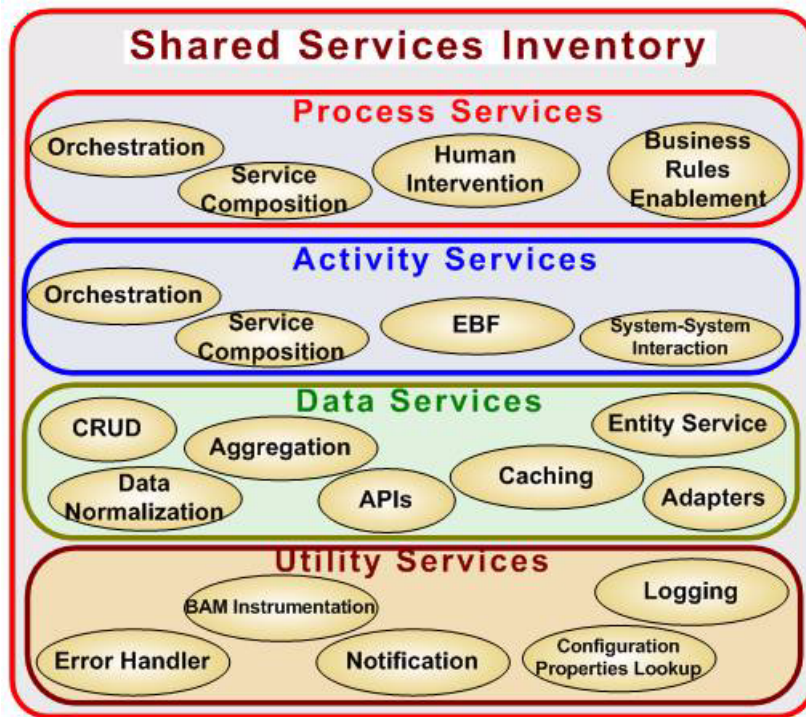 Shared Services Inventory
Process Services
Orchestration
Service
Composition
Human
Intervention
Business
Rules
Enablement
Activity Services
Orchestration
Service
Composition
EBF
System-System
Interaction
Data Services
CRUD
Aggregation
Entity Service
Data
Normalization
APIs
Caching
Adapters
Utility Services
BAM Instrumentation
Logging
Error Handler
Notification
Configuration
Properties Lookup